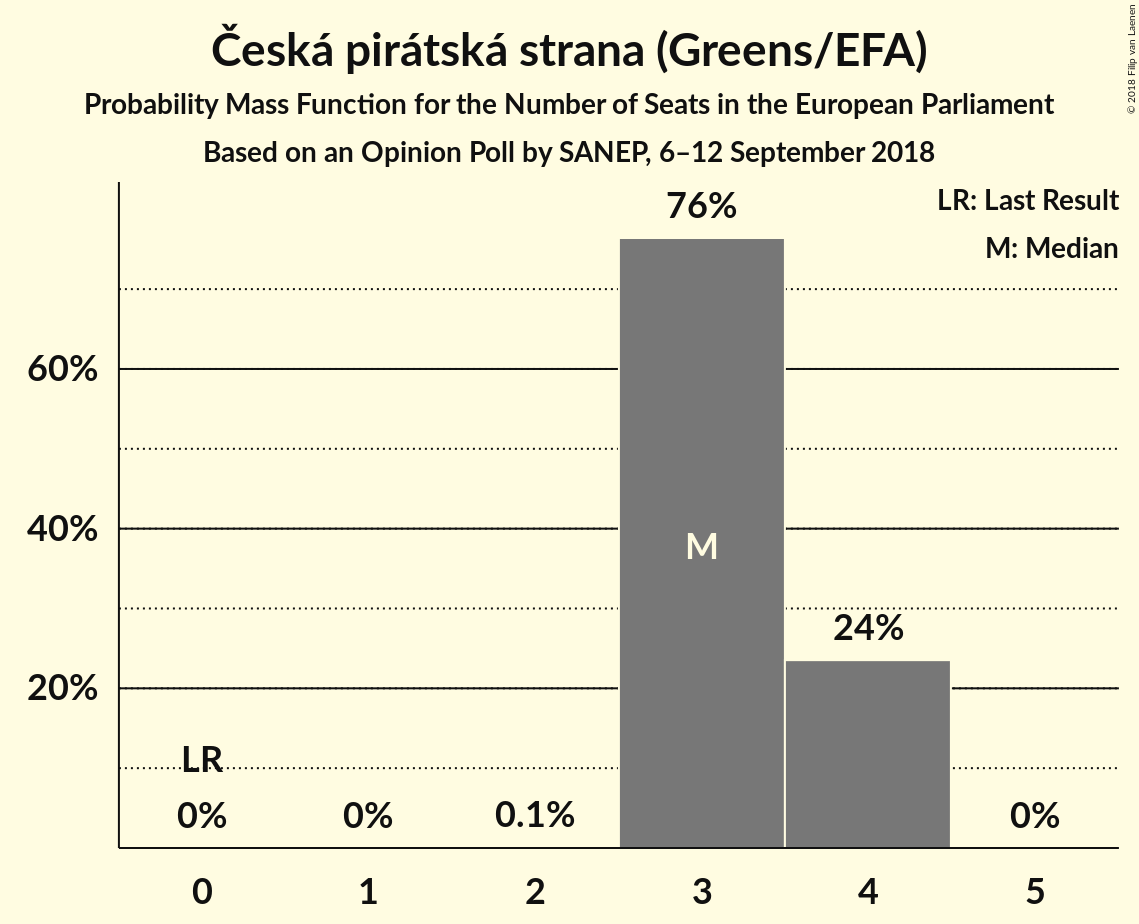 Česká pirátská strana (Greens/EFA)
Probability Mass Function for the Number of Seats in the European Parliament
Based on an Opinion Poll by SANEP, 6–12 September 2018
© 2018 Filip van Laenen
LR: Last Result
M: Median
76%
60%
40%
M
24%
20%
LR
0%
0%
0.1%
0%
0
1
2
3
4
5